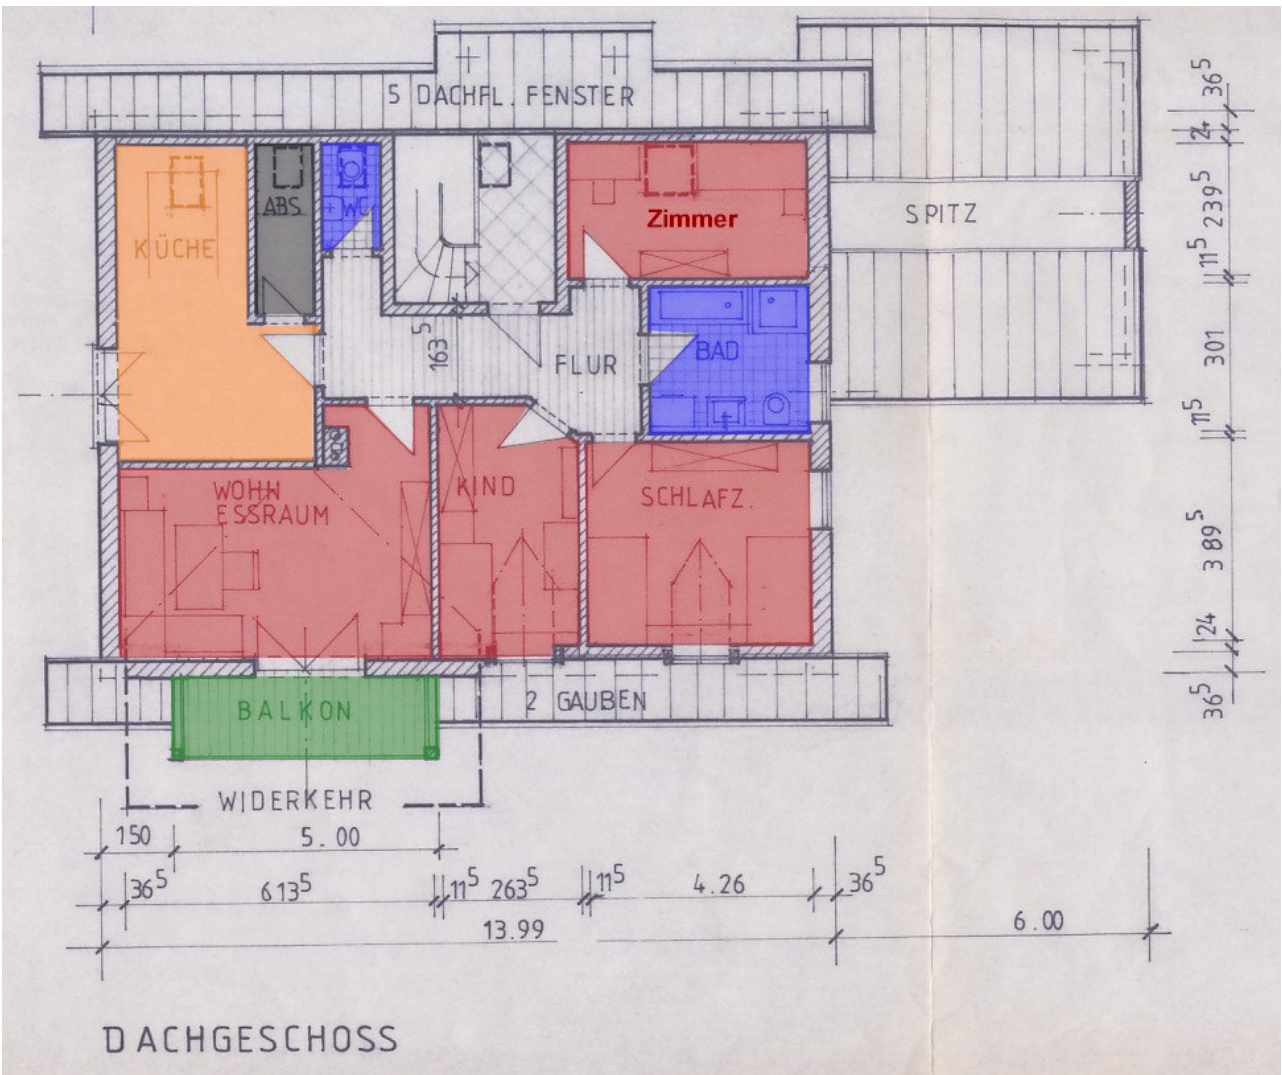 5 DACHFL. FENSTER
36⁵
24
ABS.
WC
Zimmer
SPITZ
239⁵
KÜCHE
11⁵
163⁵
FLUR
BAD
301
11⁵
WOHN
ESSRAUM
KIND
SCHLAFZ.
389⁵
24
BALKON
2 GAUBEN
36⁵
WIDERKEHR
150
5.00
36⁵
613⁵
11⁵
263⁵
11⁵
4.26
36⁵
13.99
6.00
DACHGESCHOSS